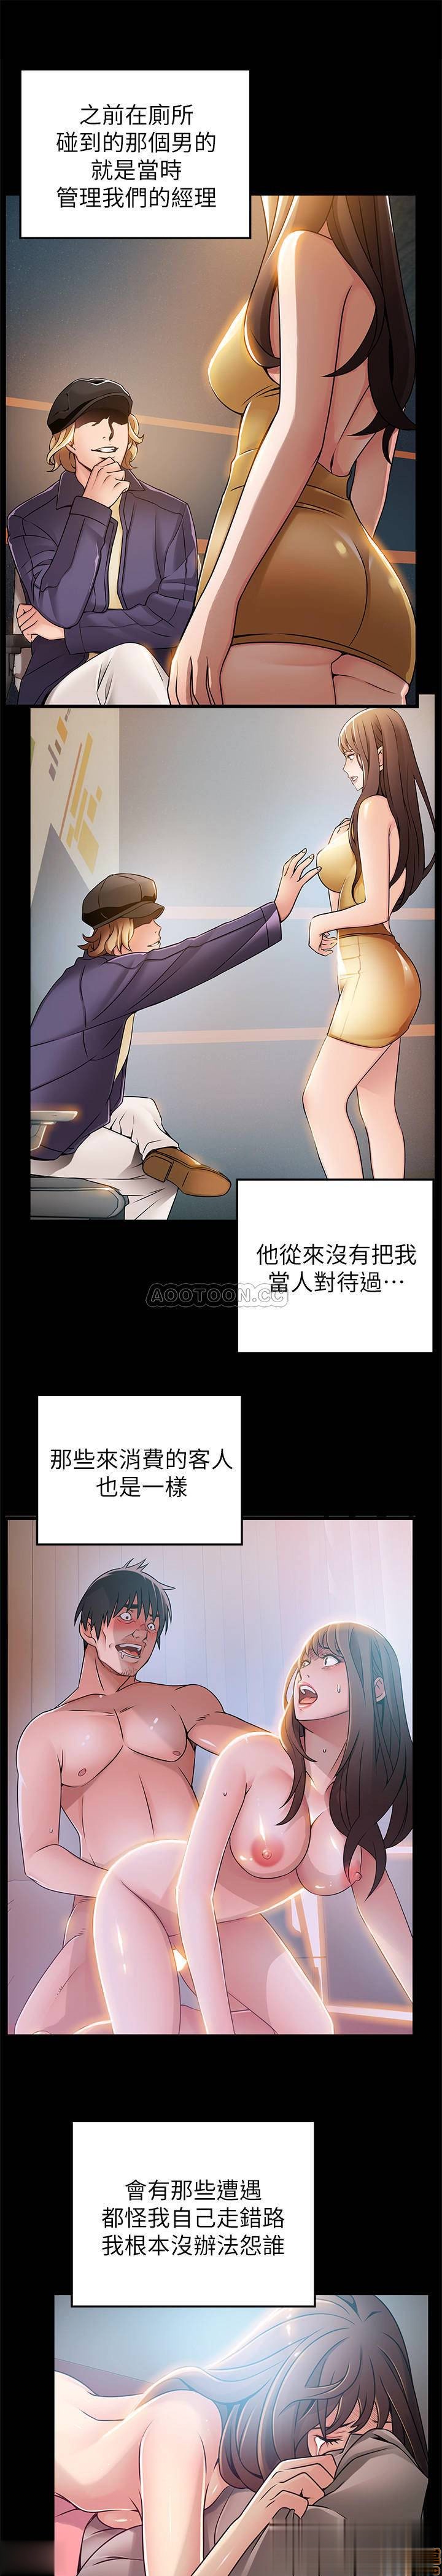 之前在廁所
碰到的那個男的
就是當時
管理我們的經理
他從來沒有把我
當人對待過…
AOOTOON.CC
那些來消費的客人
也是一樣
會有那些遭遇
都怪我自己走錯路
我根本沒辦法怨誰